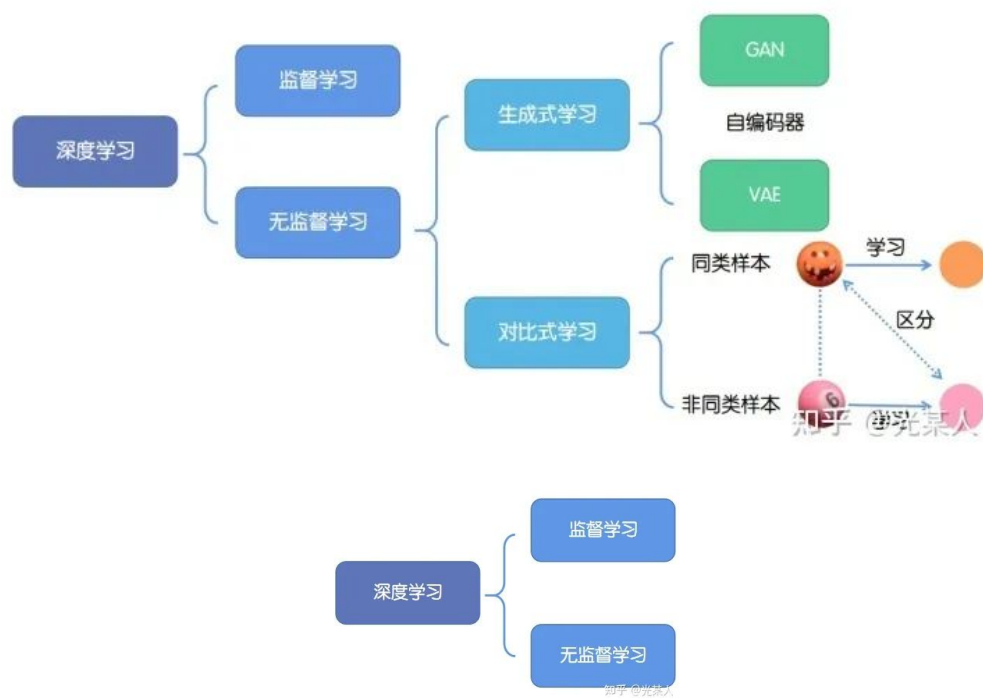 深度学习
监督学习
无监督学习
生成式学习
对比式学习
GAN
自编码器
VAE
同类样本
学习
区分
非同类样本
6
学习
知乎 @光某人
深度学习
监督学习
无监督学习
知乎 @光某人